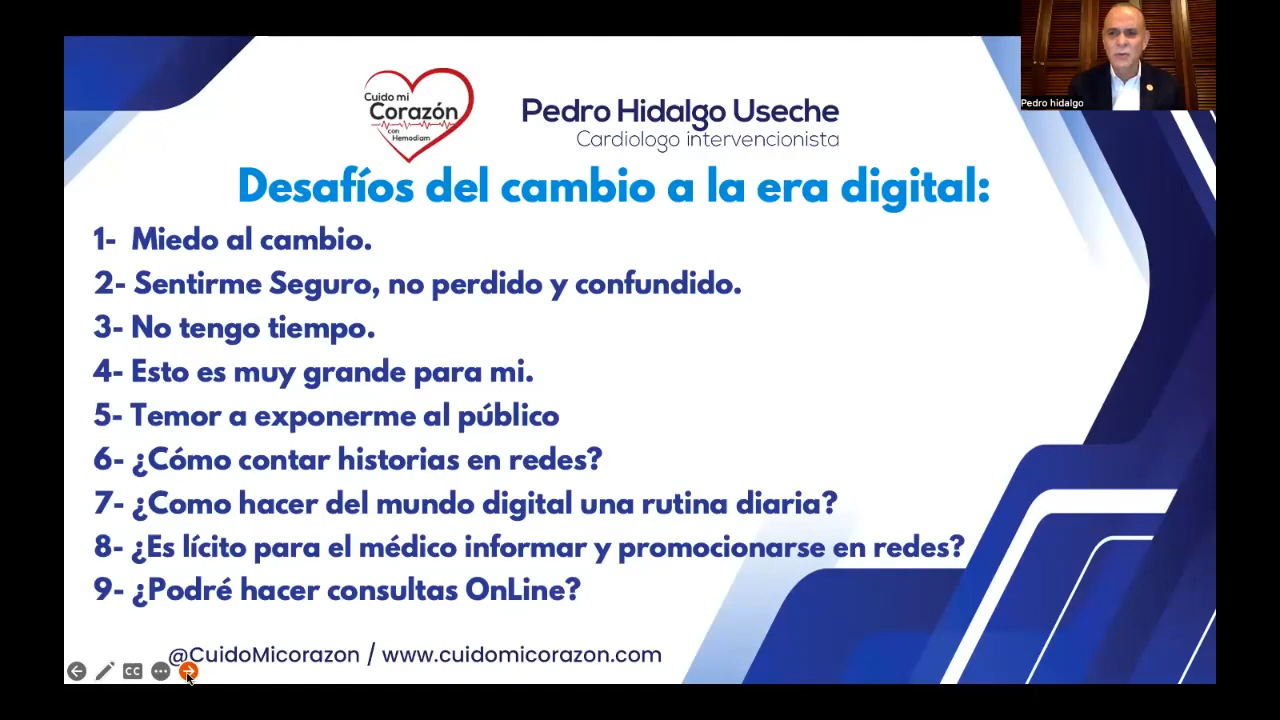 Pedro hidalgo
Cuido mi
Corazón
con
Hemodiam
Pedro Hidalgo Useche
Cardiologo intervencionista
Desafíos del cambio a la era digital:
1- Miedo al cambio.
2- Sentirme Seguro, no perdido y confundido.
3- No tengo tiempo.
4- Esto es muy grande para mi.
5- Temor a exponerme al público
6- ¿Cómo contar historias en redes?
7- ¿Como hacer del mundo digital una rutina diaria?
8- ¿Es lícito para el médico informar y promocionarse en redes?
9- ¿Podré hacer consultas OnLine?
@CuidoMicorazon / www.cuidomicorazon.com
CC